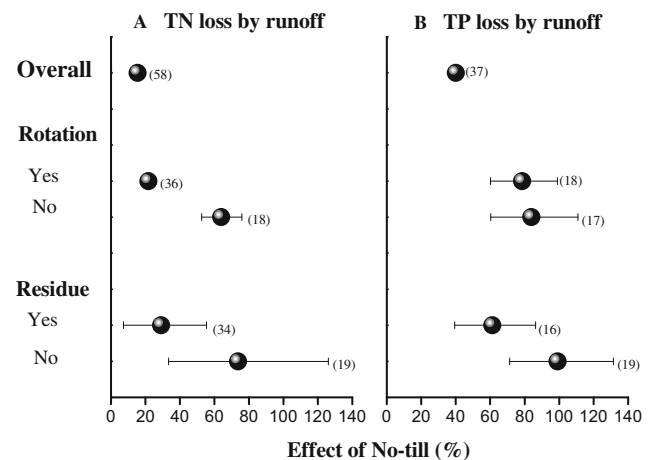 A TN loss by runoff
B TP loss by runoff
Overall
(58)
(37)
Rotation
Yes
(36)
(18)
No
(18)
(17)
Residue
Yes
(34)
(16)
No
(19)
(19)
0 20 40 60 80 100 120 140
0 20 40 60 80 100 120 140
Effect of No-till (%)